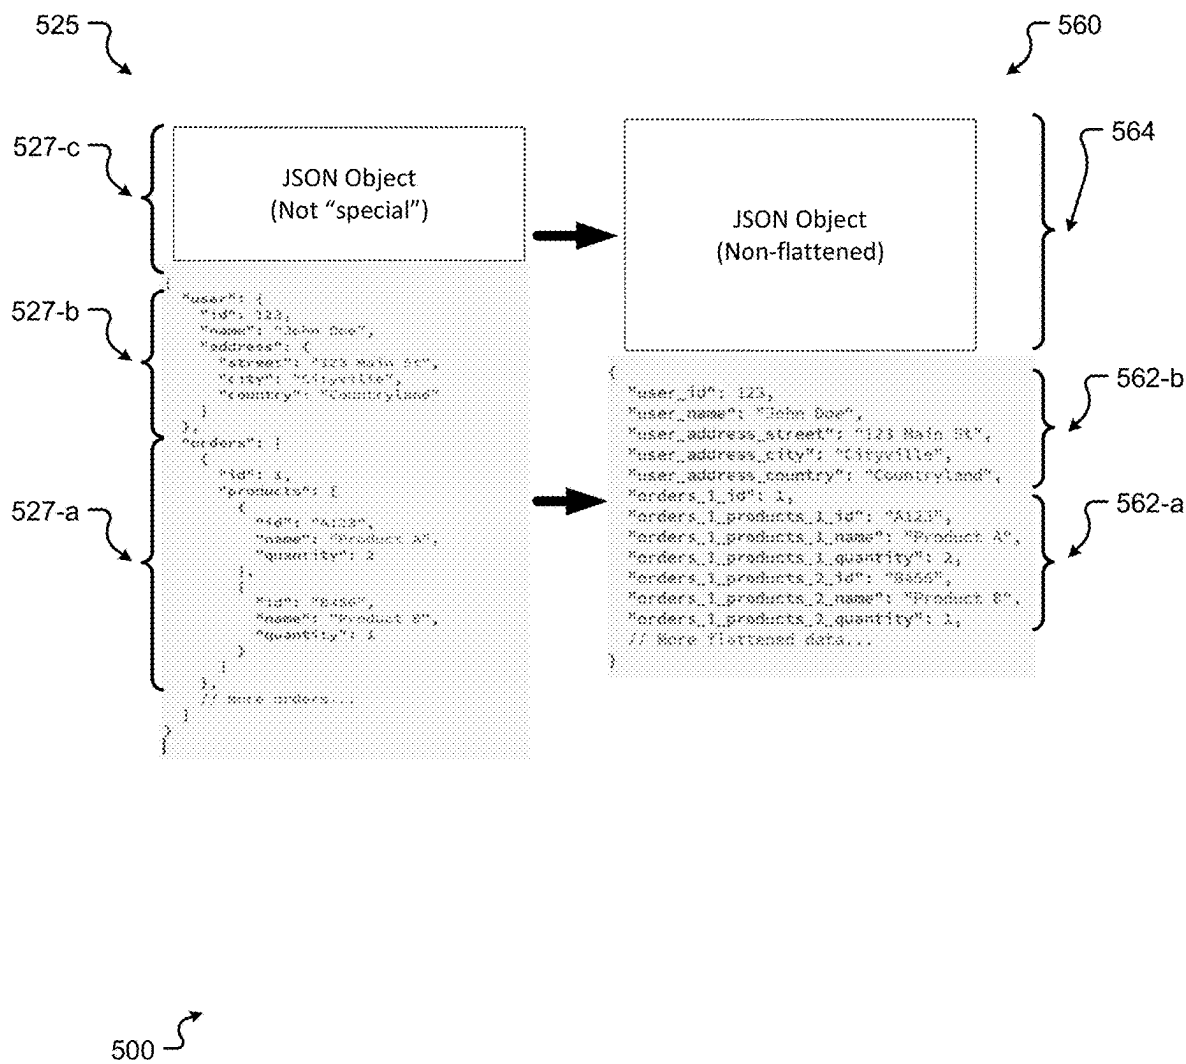 525
560
527-c
564
JSON Object
(Not “special”)
JSON Object
(Non-flattened)
527-b
{
"user": {
"id": 123,
"name": "John Doe",
"address": {
"street": "123 Main St",
"city": "Cityville",
"country": "Countryland"
}
},
527-a
"orders": [
{
"id": 1,
"products": [
{
"id": "A123",
"name": "Product A",
"quantity": 2
},
{
"id": "B456",
"name": "Product B",
"quantity": 1
}
]
},
// More orders...
]
}
562-b
{
"user_id": 123,
"user_name": "John Doe",
"user_address_street": "123 Main St",
"user_address_city": "Cityville",
"user_address_country": "Countryland",
562-a
"orders_1_id": 1,
"orders_1_products_1_id": "A123",
"orders_1_products_1_name": "Product A",
"orders_1_products_1_quantity": 2,
"orders_1_products_2_id": "B456",
"orders_1_products_2_name": "Product B",
"orders_1_products_2_quantity": 1,
// More flattened data...
}
500